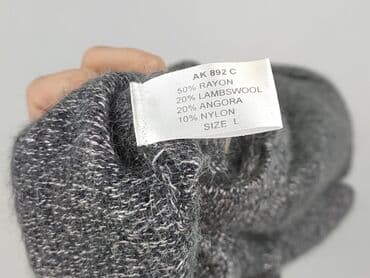 AK 892 C
50% RAYON
20% LAMBSWOOL
20% ANGORA
10% NYLON
SIZE L